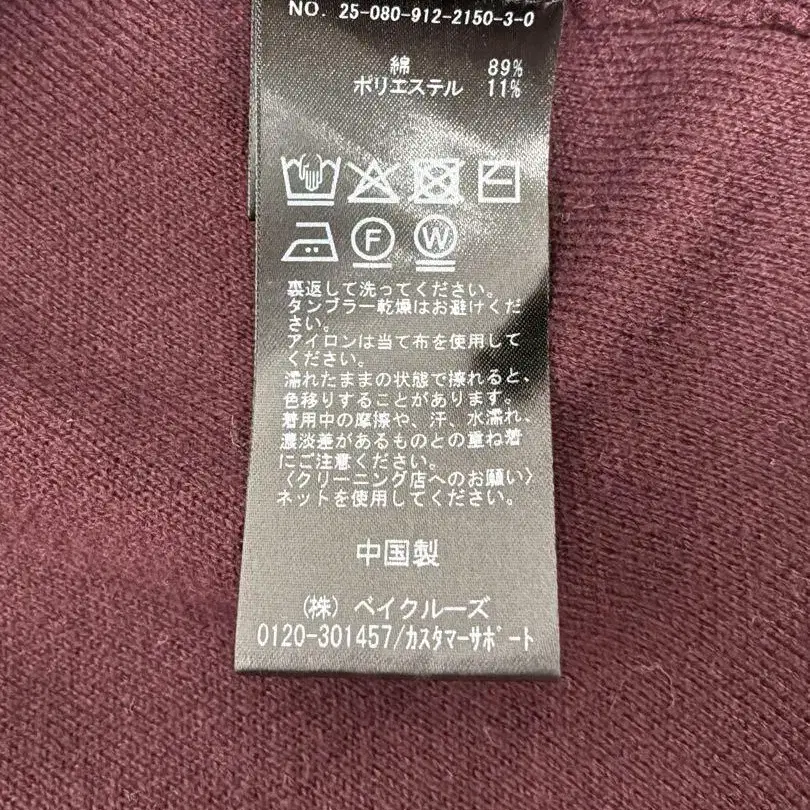 NO. 25-080-912-2150-3-0
綿 89%
ポリエステル 11%
F W
裏返して洗ってください。
タンブラー乾燥はお避けくだ
さい。
アイロンは当て布を使用して
ください。
濡れたままの状態で擦れると、
色移りすることがあります。
着用中の摩擦や、汗、水濡れ、
濃淡差があるものとの重ね着
にご注意ください。
〈クリーニング店へのお願い〉
ネットを使用してください。
中国製
(株) ベイクルーズ
0120-301457/カスタマーサポート